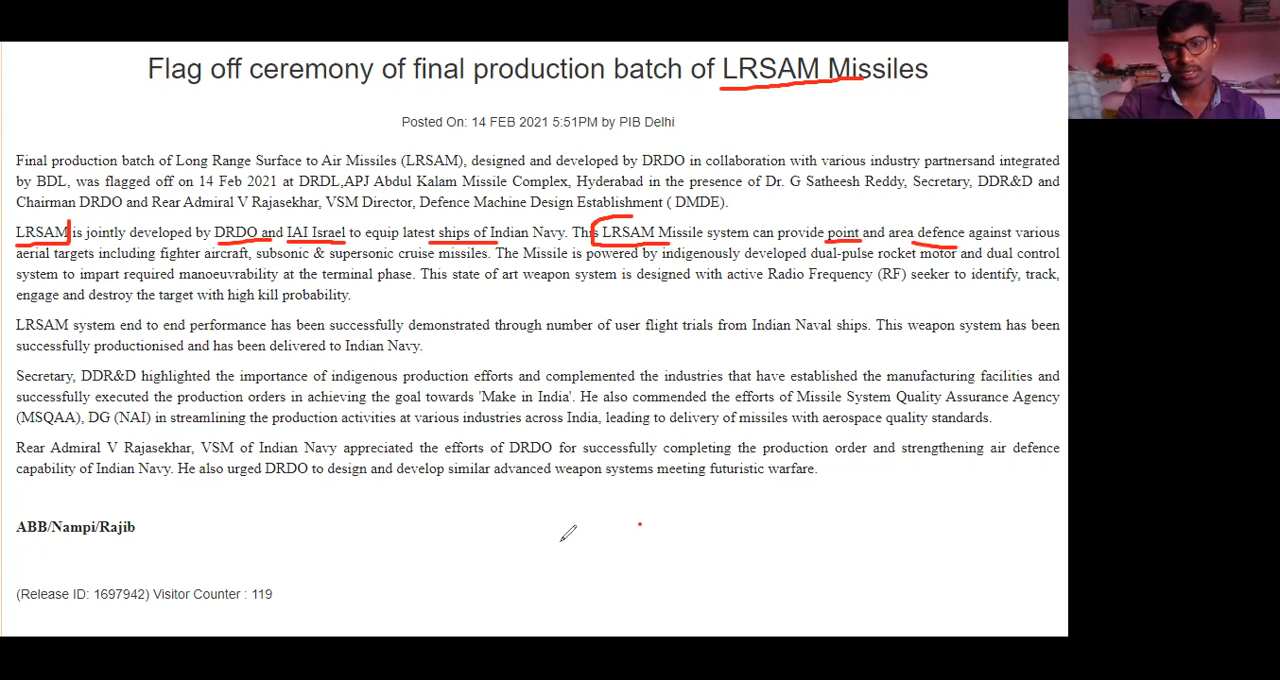 Flag off ceremony of final production batch of LRSAM Missiles
Posted On: 14 FEB 2021 5:51PM by PIB Delhi
Final production batch of Long Range Surface to Air Missiles (LRSAM), designed and developed by DRDO in collaboration with various industry partnersand integrated
by BDL, was flagged off on 14 Feb 2021 at DRDL,APJ Abdul Kalam Missile Complex, Hyderabad in the presence of Dr. G Satheesh Reddy, Secretary, DDR&D and
Chairman DRDO and Rear Admiral V Rajasekhar, VSM Director, Defence Machine Design Establishment ( DMDE).
LRSAM is jointly developed by DRDO and IAI Israel to equip latest ships of Indian Navy. This LRSAM Missile system can provide point and area defence against various
aerial targets including fighter aircraft, subsonic & supersonic cruise missiles. The Missile is powered by indigenously developed dual-pulse rocket motor and dual control
system to impart required manoeuvrability at the terminal phase. This state of art weapon system is designed with active Radio Frequency (RF) seeker to identify, track,
engage and destroy the target with high kill probability.
LRSAM system end to end performance has been successfully demonstrated through number of user flight trials from Indian Naval ships. This weapon system has been
successfully productionised and has been delivered to Indian Navy.
Secretary, DDR&D highlighted the importance of indigenous production efforts and complemented the industries that have established the manufacturing facilities and
successfully executed the production orders in achieving the goal towards 'Make in India'. He also commended the efforts of Missile System Quality Assurance Agency
(MSQAA), DG (NAI) in streamlining the production activities at various industries across India, leading to delivery of missiles with aerospace quality standards.
Rear Admiral V Rajasekhar, VSM of Indian Navy appreciated the efforts of DRDO for successfully completing the production order and strengthening air defence
capability of Indian Navy. He also urged DRDO to design and develop similar advanced weapon systems meeting futuristic warfare.
ABB/Nampi/Rajib
(Release ID: 1697942) Visitor Counter : 119